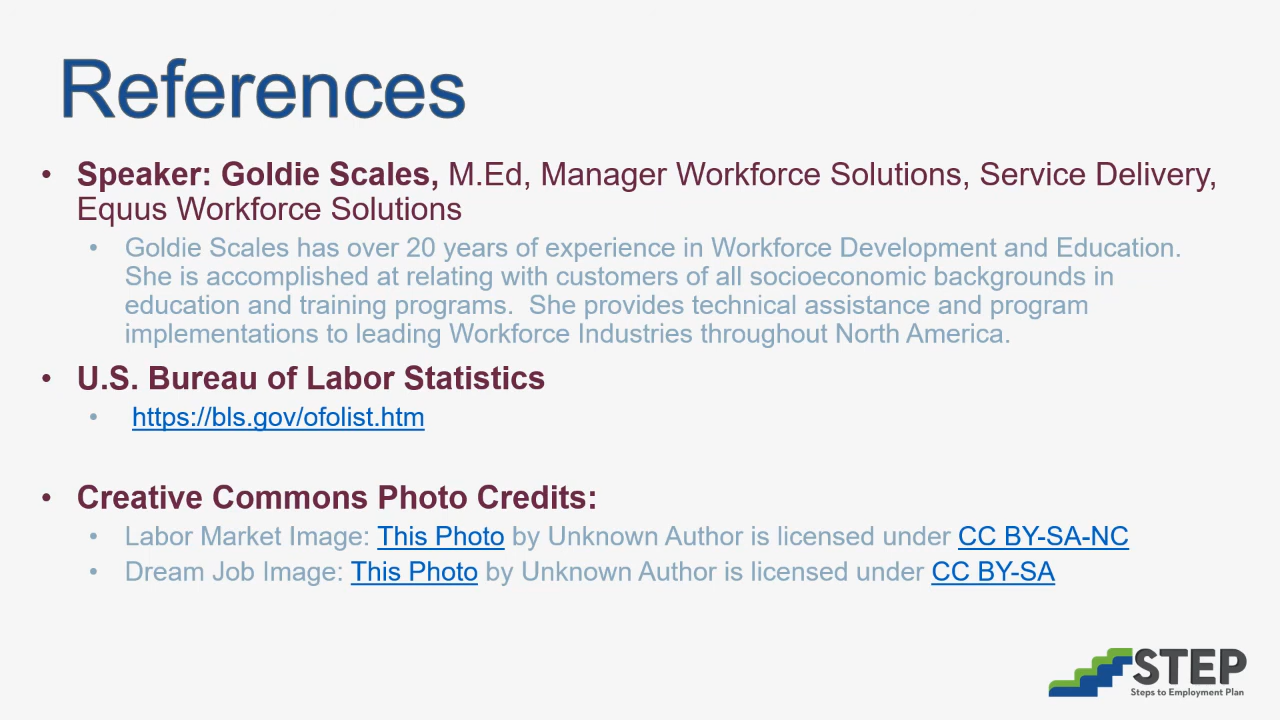 References
• Speaker: Goldie Scales, M.Ed, Manager Workforce Solutions, Service Delivery,
Equus Workforce Solutions
• Goldie Scales has over 20 years of experience in Workforce Development and Education.
She is accomplished at relating with customers of all socioeconomic backgrounds in
education and training programs.  She provides technical assistance and program
implementations to leading Workforce Industries throughout North America.
• U.S. Bureau of Labor Statistics
• https://bls.gov/ofolist.htm
• Creative Commons Photo Credits:
• Labor Market Image: This Photo by Unknown Author is licensed under CC BY-SA-NC
• Dream Job Image: This Photo by Unknown Author is licensed under CC BY-SA
STEP
Steps to Employment Plan